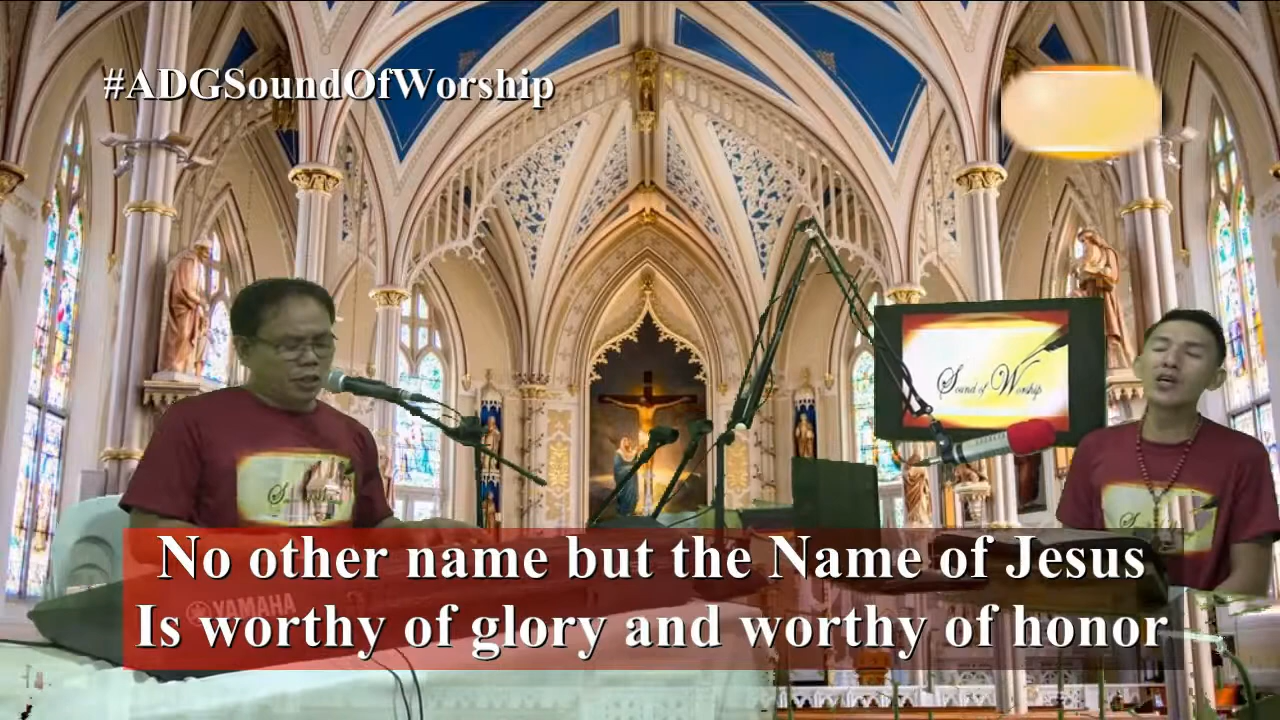 #ADGSoundOfWorship
Sound of Worship
YAMAHA
No other name but the Name of Jesus
Is worthy of glory and worthy of honor